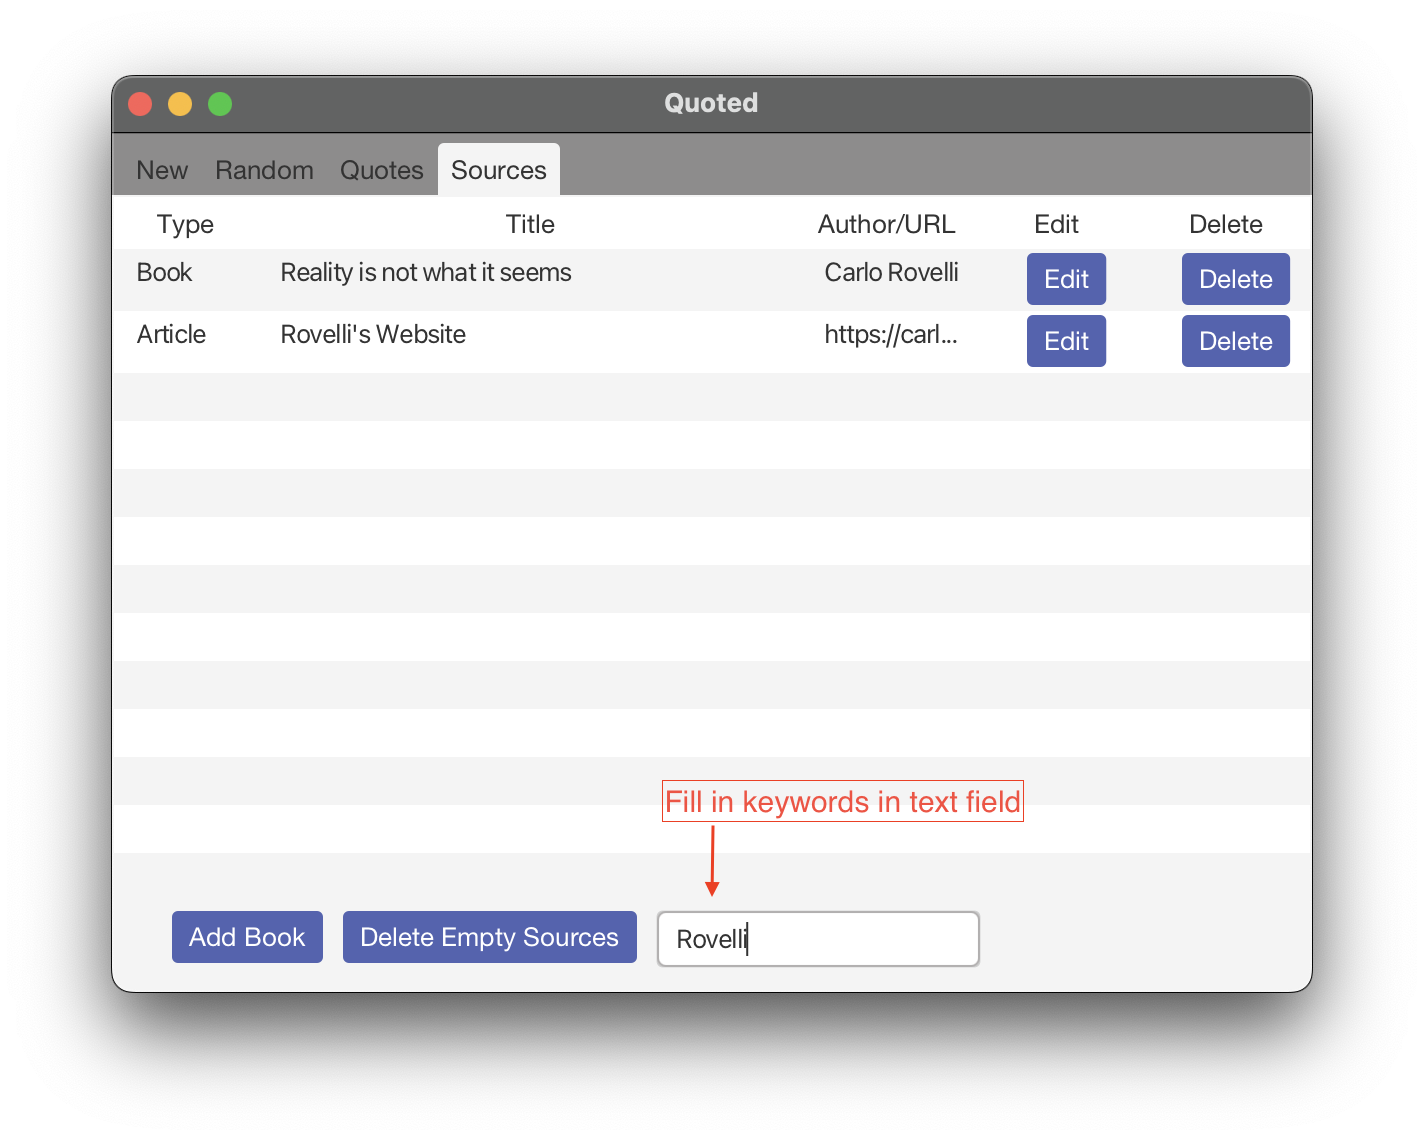 Quoted
New Random Quotes Sources
Type Title Author/URL Edit Delete
Book Reality is not what it seems Carlo Rovelli Edit Delete
Article Rovelli's Website https://carl... Edit Delete
Fill in keywords in text field
Add Book Delete Empty Sources Rovelli